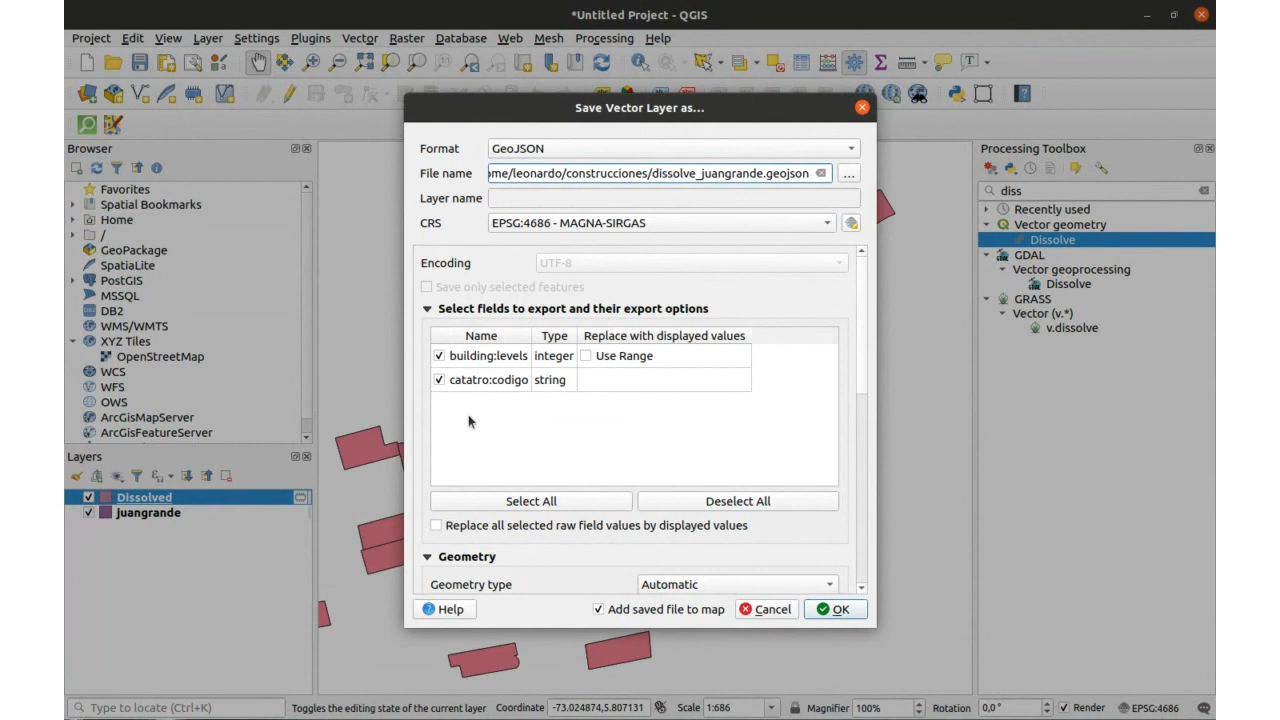 *Untitled Project - QGIS
Project Edit View Layer Settings Plugins Vector Raster Database Web Mesh Processing Help
Save Vector Layer as...
Format GeoJSON
File name ome/leonardo/construcciones/dissolve_juangrande.geojson ...
Layer name
CRS EPSG:4686 - MAGNA-SIRGAS
Encoding UTF-8
Save only selected features
Select fields to export and their export options
Name Type Replace with displayed values
building:levels integer Use Range
catatro:codigo string
Select All Deselect All
Replace all selected raw field values by displayed values
Geometry
Geometry type Automatic
Help Add saved file to map Cancel OK
Browser
Favorites
Spatial Bookmarks
Home
/
GeoPackage
SpatiaLite
PostGIS
MSSQL
DB2
WMS/WMTS
XYZ Tiles
OpenStreetMap
WCS
WFS
OWS
ArcGisMapServer
ArcGisFeatureServer
Layers
Dissolved
juangrande
Processing Toolbox
diss
Recently used
Vector geometry
Dissolve
GDAL
Vector geoprocessing
Dissolve
GRASS
Vector (v.*)
v.dissolve
Type to locate (Ctrl+K) Toggles the editing state of the current layer Coordinate -73.024874,5.807131 Scale 1:686 Magnifier 100% Rotation 0,0° Render EPSG:4686